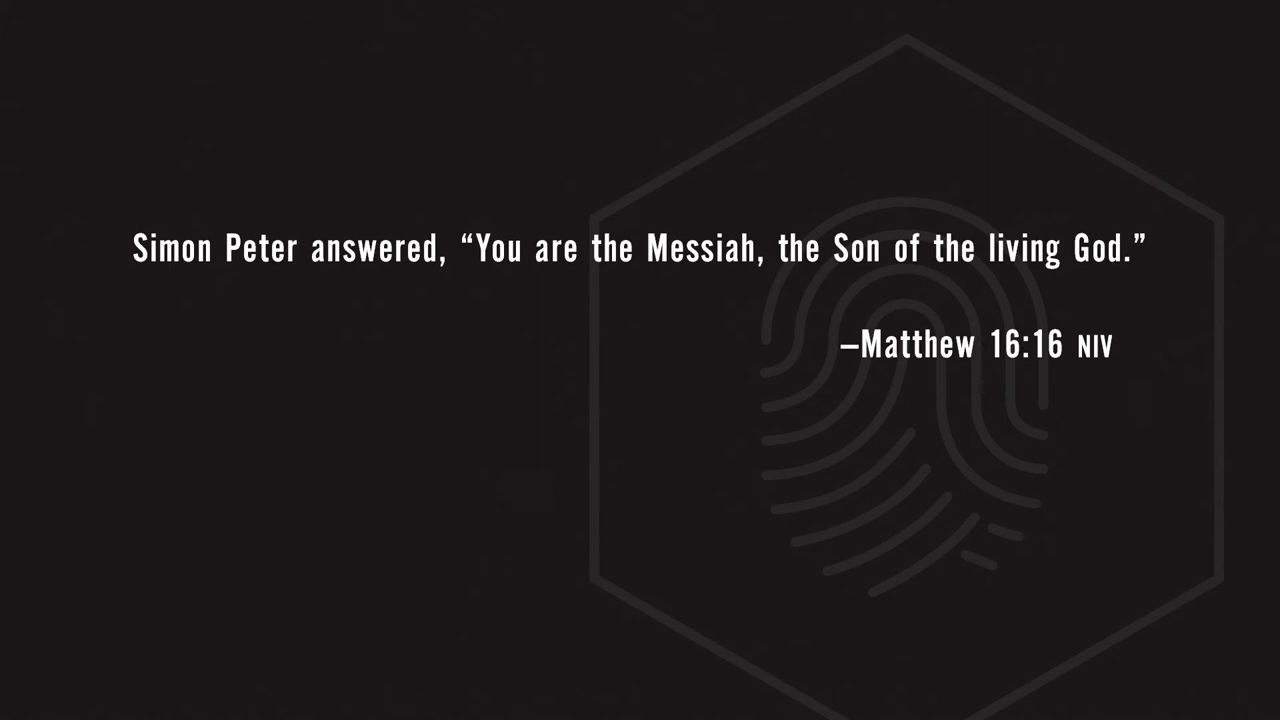 Simon Peter answered, “You are the Messiah, the Son of the living God.”
–Matthew 16:16 NIV